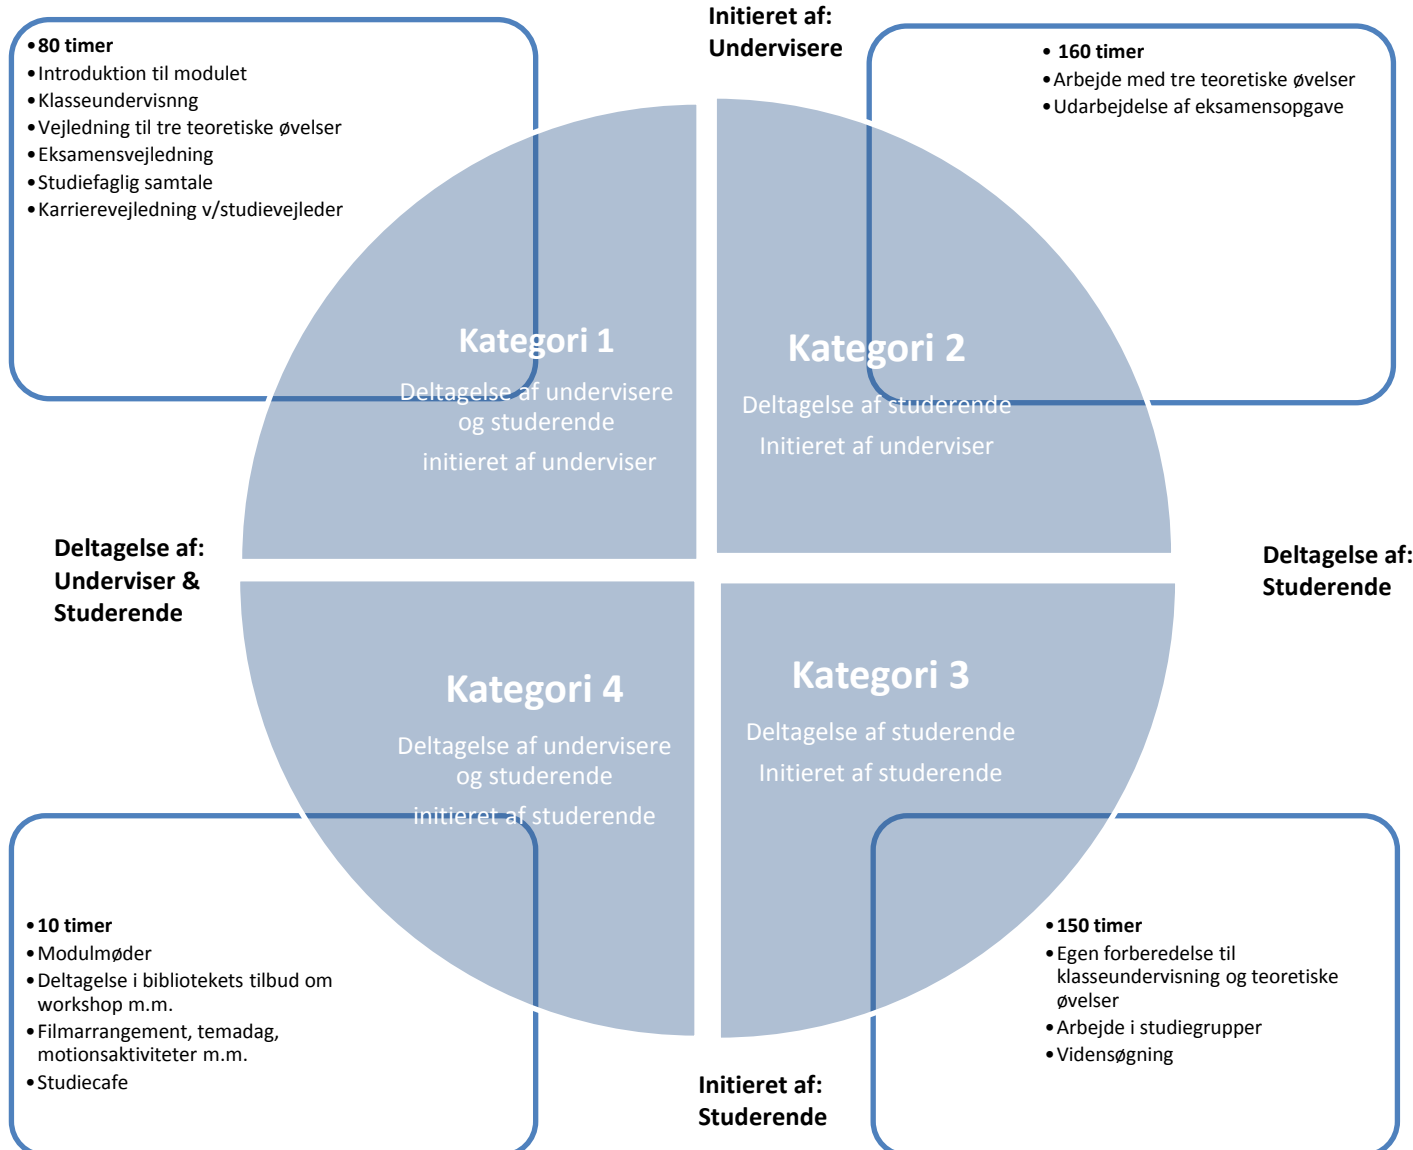 Initieret af:
Undervisere
•80 timer
•Introduktion til modulet
•Klasseundervisnng
•Vejledning til tre teoretiske øvelser
•Eksamensvejledning
•Studiefaglig samtale
•Karrierevejledning v/studievejleder
• 160 timer
•Arbejde med tre teoretiske øvelser
•Udarbejdelse af eksamensopgave
Kategori 1
Deltagelse af undervisere
og studerende
initieret af underviser
Kategori 2
Deltagelse af studerende
Initieret af underviser
Deltagelse af:
Underviser &
Studerende
Deltagelse af:
Studerende
Kategori 4
Deltagelse af undervisere
og studerende
initieret af studerende
Kategori 3
Deltagelse af studerende
Initieret af studerende
•10 timer
•Modulmøder
•Deltagelse i bibliotekets tilbud om
workshop m.m.
•Filmarrangement, temadag,
motionsaktiviteter m.m.
•Studiecafe
•150 timer
•Egen forberedelse til
klasseundervisning og teoretiske
øvelser
•Arbejde i studiegrupper
•Vidensøgning
Initieret af:
Studerende